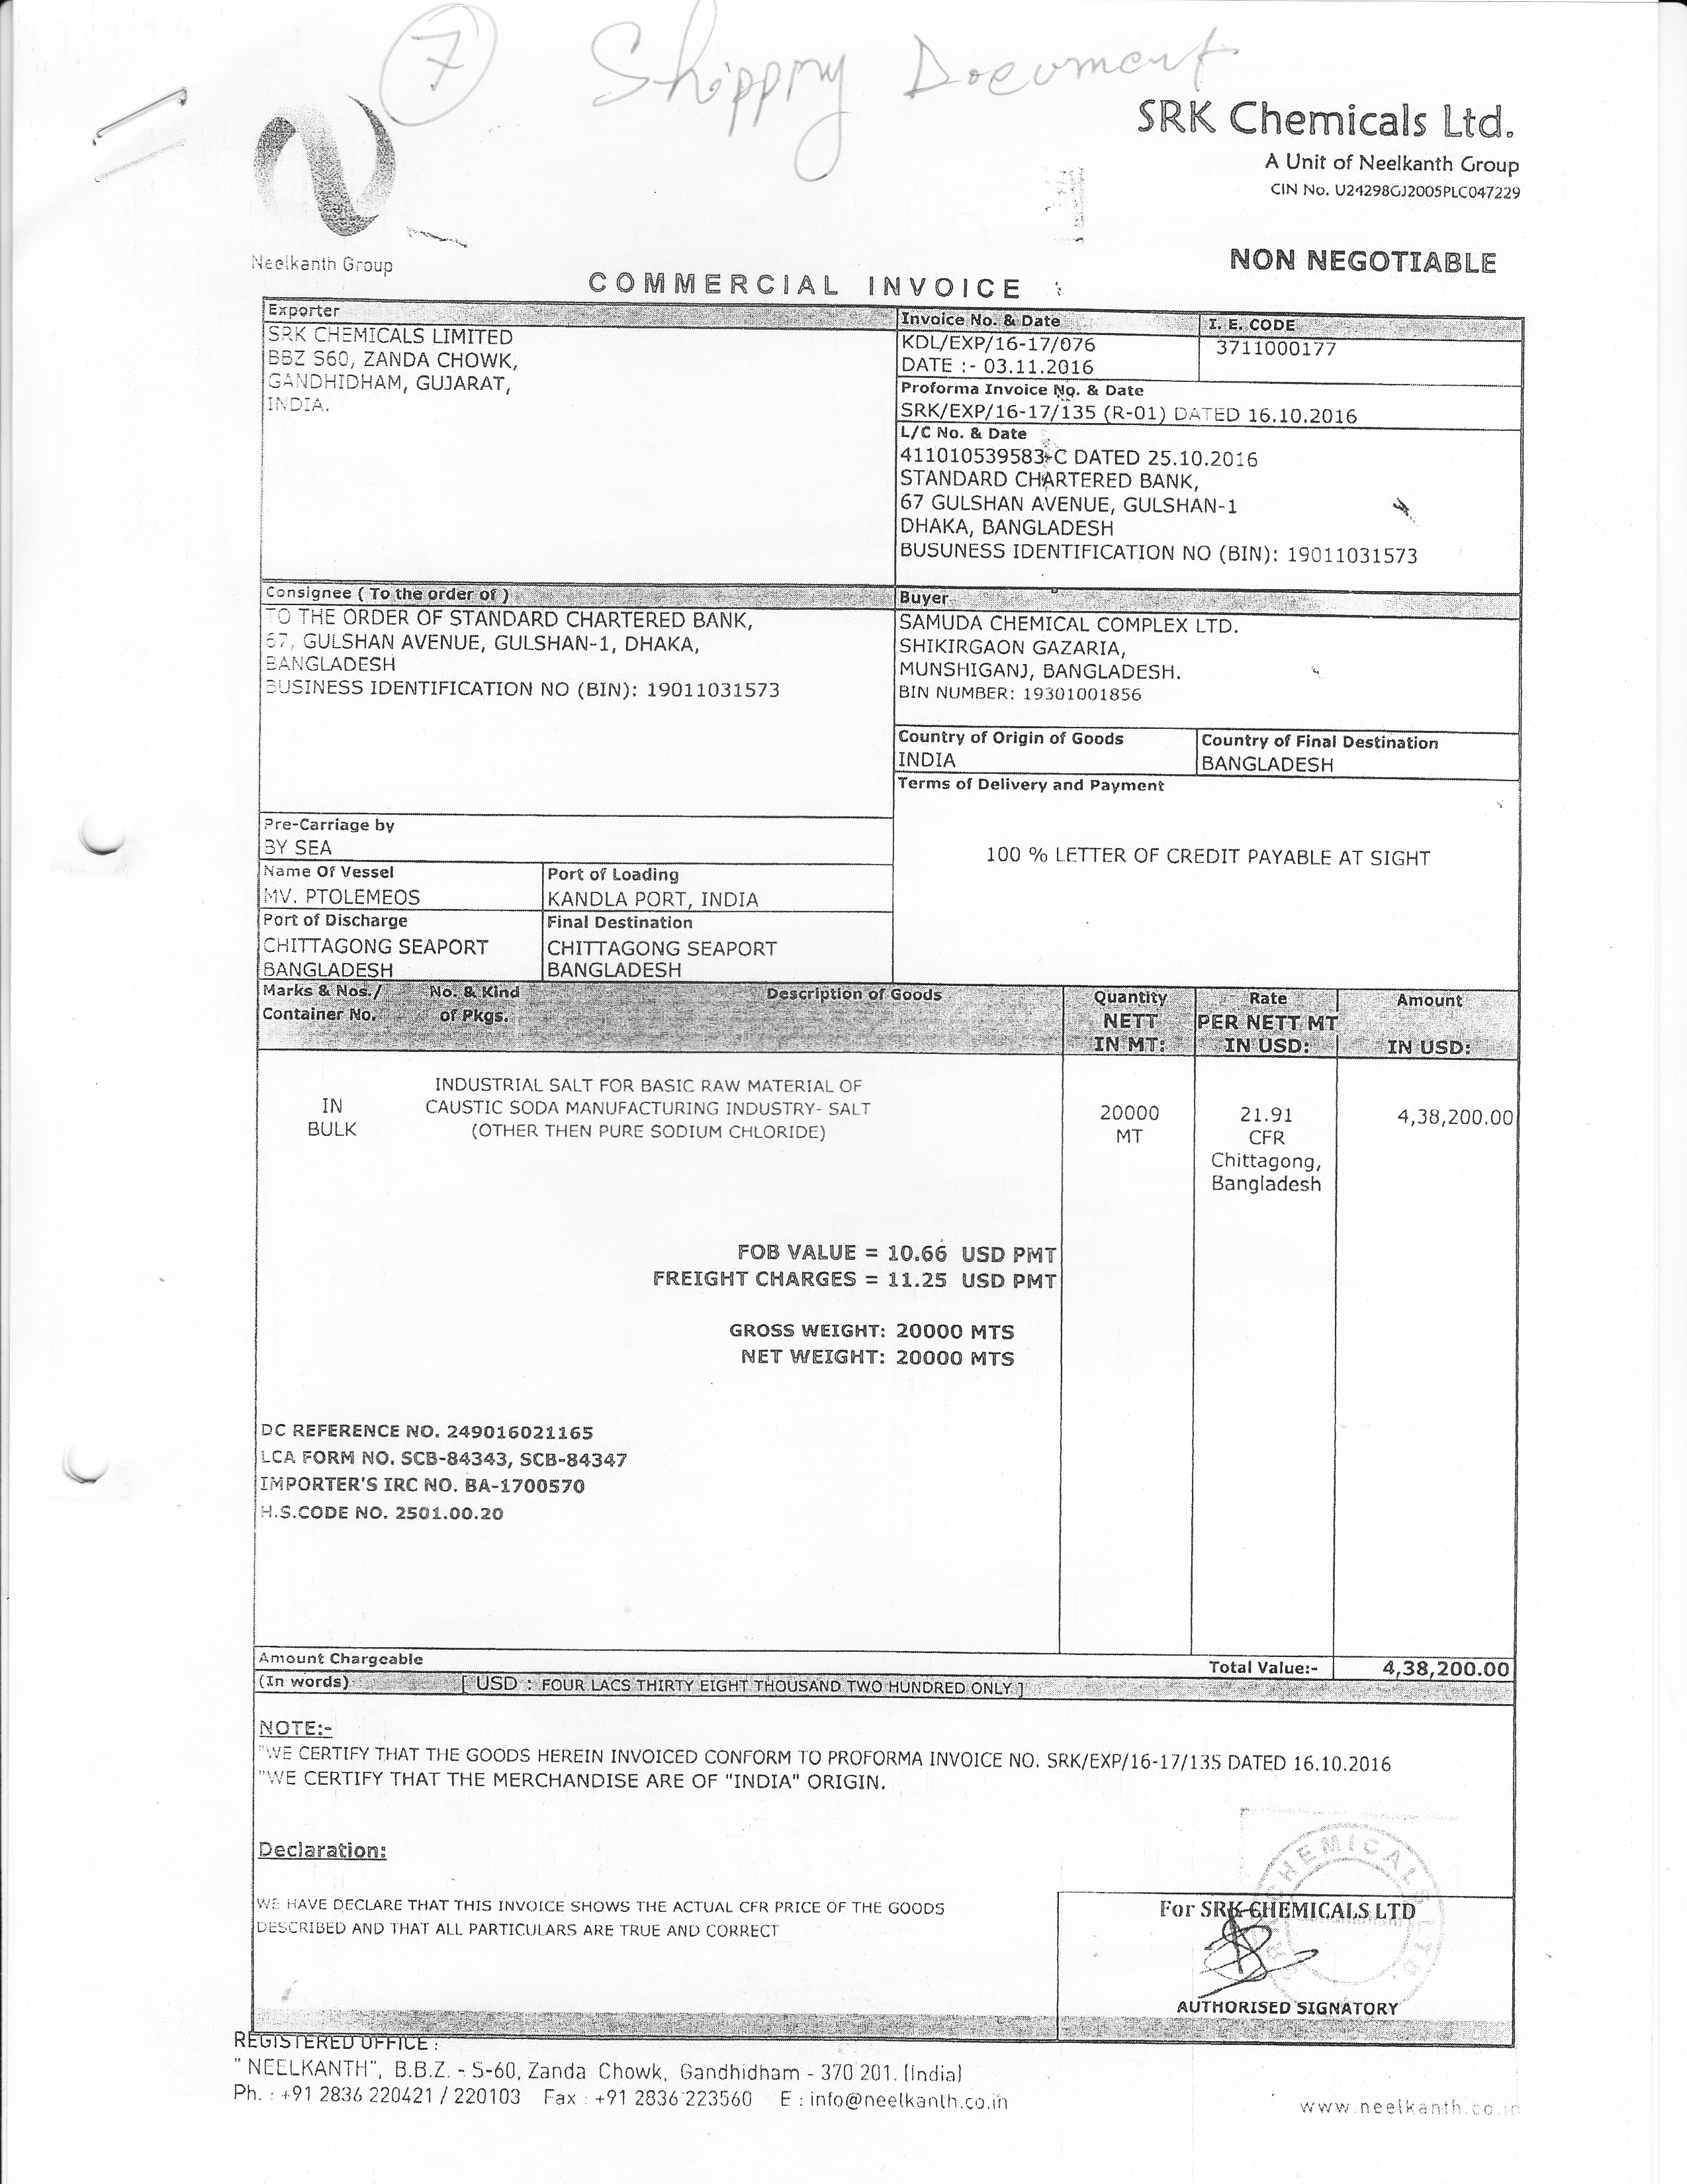 7 Shippng Document
SRK Chemicals Ltd.
A Unit of Neelkanth Group
CIN No. U24298GJ2005PLC047229
Neelkanth Group
NON NEGOTIABLE
COMMERCIAL INVOICE
Exporter
SRK CHEMICALS LIMITED
BBZ S60, ZANDA CHOWK,
GANDHIDHAM, GUJARAT,
INDIA.
Invoice No. & Date
I. E. CODE
KDL/EXP/16-17/076
3711000177
DATE :- 03.11.2016
Proforma Invoice No. & Date
SRK/EXP/16-17/135 (R-01) DATED 16.10.2016
L/C No. & Date
411010539583-C DATED 25.10.2016
STANDARD CHARTERED BANK,
67 GULSHAN AVENUE, GULSHAN-1
DHAKA, BANGLADESH
BUSUNESS IDENTIFICATION NO (BIN): 19011031573
Consignee ( To the order of )
TO THE ORDER OF STANDARD CHARTERED BANK,
67, GULSHAN AVENUE, GULSHAN-1, DHAKA,
BANGLADESH
BUSINESS IDENTIFICATION NO (BIN): 19011031573
Buyer
SAMUDA CHEMICAL COMPLEX LTD.
SHIKIRGAON GAZARIA,
MUNSHIGANJ, BANGLADESH.
BIN NUMBER: 19301001856
Country of Origin of Goods
INDIA
Country of Final Destination
BANGLADESH
Terms of Delivery and Payment
100 % LETTER OF CREDIT PAYABLE AT SIGHT
Pre-Carriage by
BY SEA
Name Of Vessel
MV. PTOLEMEOS
Port of Loading
KANDLA PORT, INDIA
Port of Discharge
CHITTAGONG SEAPORT
BANGLADESH
Final Destination
CHITTAGONG SEAPORT
BANGLADESH
Marks & Nos./ No. & Kind Description of Goods Quantity Rate Amount
Container No. of Pkgs. NETT PER NETT MT
IN MT: IN USD: IN USD:
INDUSTRIAL SALT FOR BASIC RAW MATERIAL OF
IN CAUSTIC SODA MANUFACTURING INDUSTRY- SALT 20000 21.91 4,38,200.00
BULK (OTHER THEN PURE SODIUM CHLORIDE) MT CFR
Chittagong,
Bangladesh
FOB VALUE = 10.66 USD PMT
FREIGHT CHARGES = 11.25 USD PMT
GROSS WEIGHT: 20000 MTS
NET WEIGHT: 20000 MTS
DC REFERENCE NO. 249016021165
LCA FORM NO. SCB-84343, SCB-84347
IMPORTER'S IRC NO. BA-1700570
H.S.CODE NO. 2501.00.20
Amount Chargeable Total Value:- 4,38,200.00
(In words) [ USD : FOUR LACS THIRTY EIGHT THOUSAND TWO HUNDRED ONLY ]
NOTE:-
"WE CERTIFY THAT THE GOODS HEREIN INVOICED CONFORM TO PROFORMA INVOICE NO. SRK/EXP/16-17/135 DATED 16.10.2016
"WE CERTIFY THAT THE MERCHANDISE ARE OF "INDIA" ORIGIN.
Declaration:
WE HAVE DECLARE THAT THIS INVOICE SHOWS THE ACTUAL CFR PRICE OF THE GOODS
DESCRIBED AND THAT ALL PARTICULARS ARE TRUE AND CORRECT
For SRK CHEMICALS LTD
SRK CHEMICALS LTD.
AUTHORISED SIGNATORY
REGISTERED OFFICE :
" NEELKANTH", B.B.Z. - S-60, Zanda Chowk, Gandhidham - 370 201. (India)
Ph. : +91 2836 220421 / 220103 Fax : +91 2836 223560 E : info@neelkanth.co.in
www.neelkanth.co.in